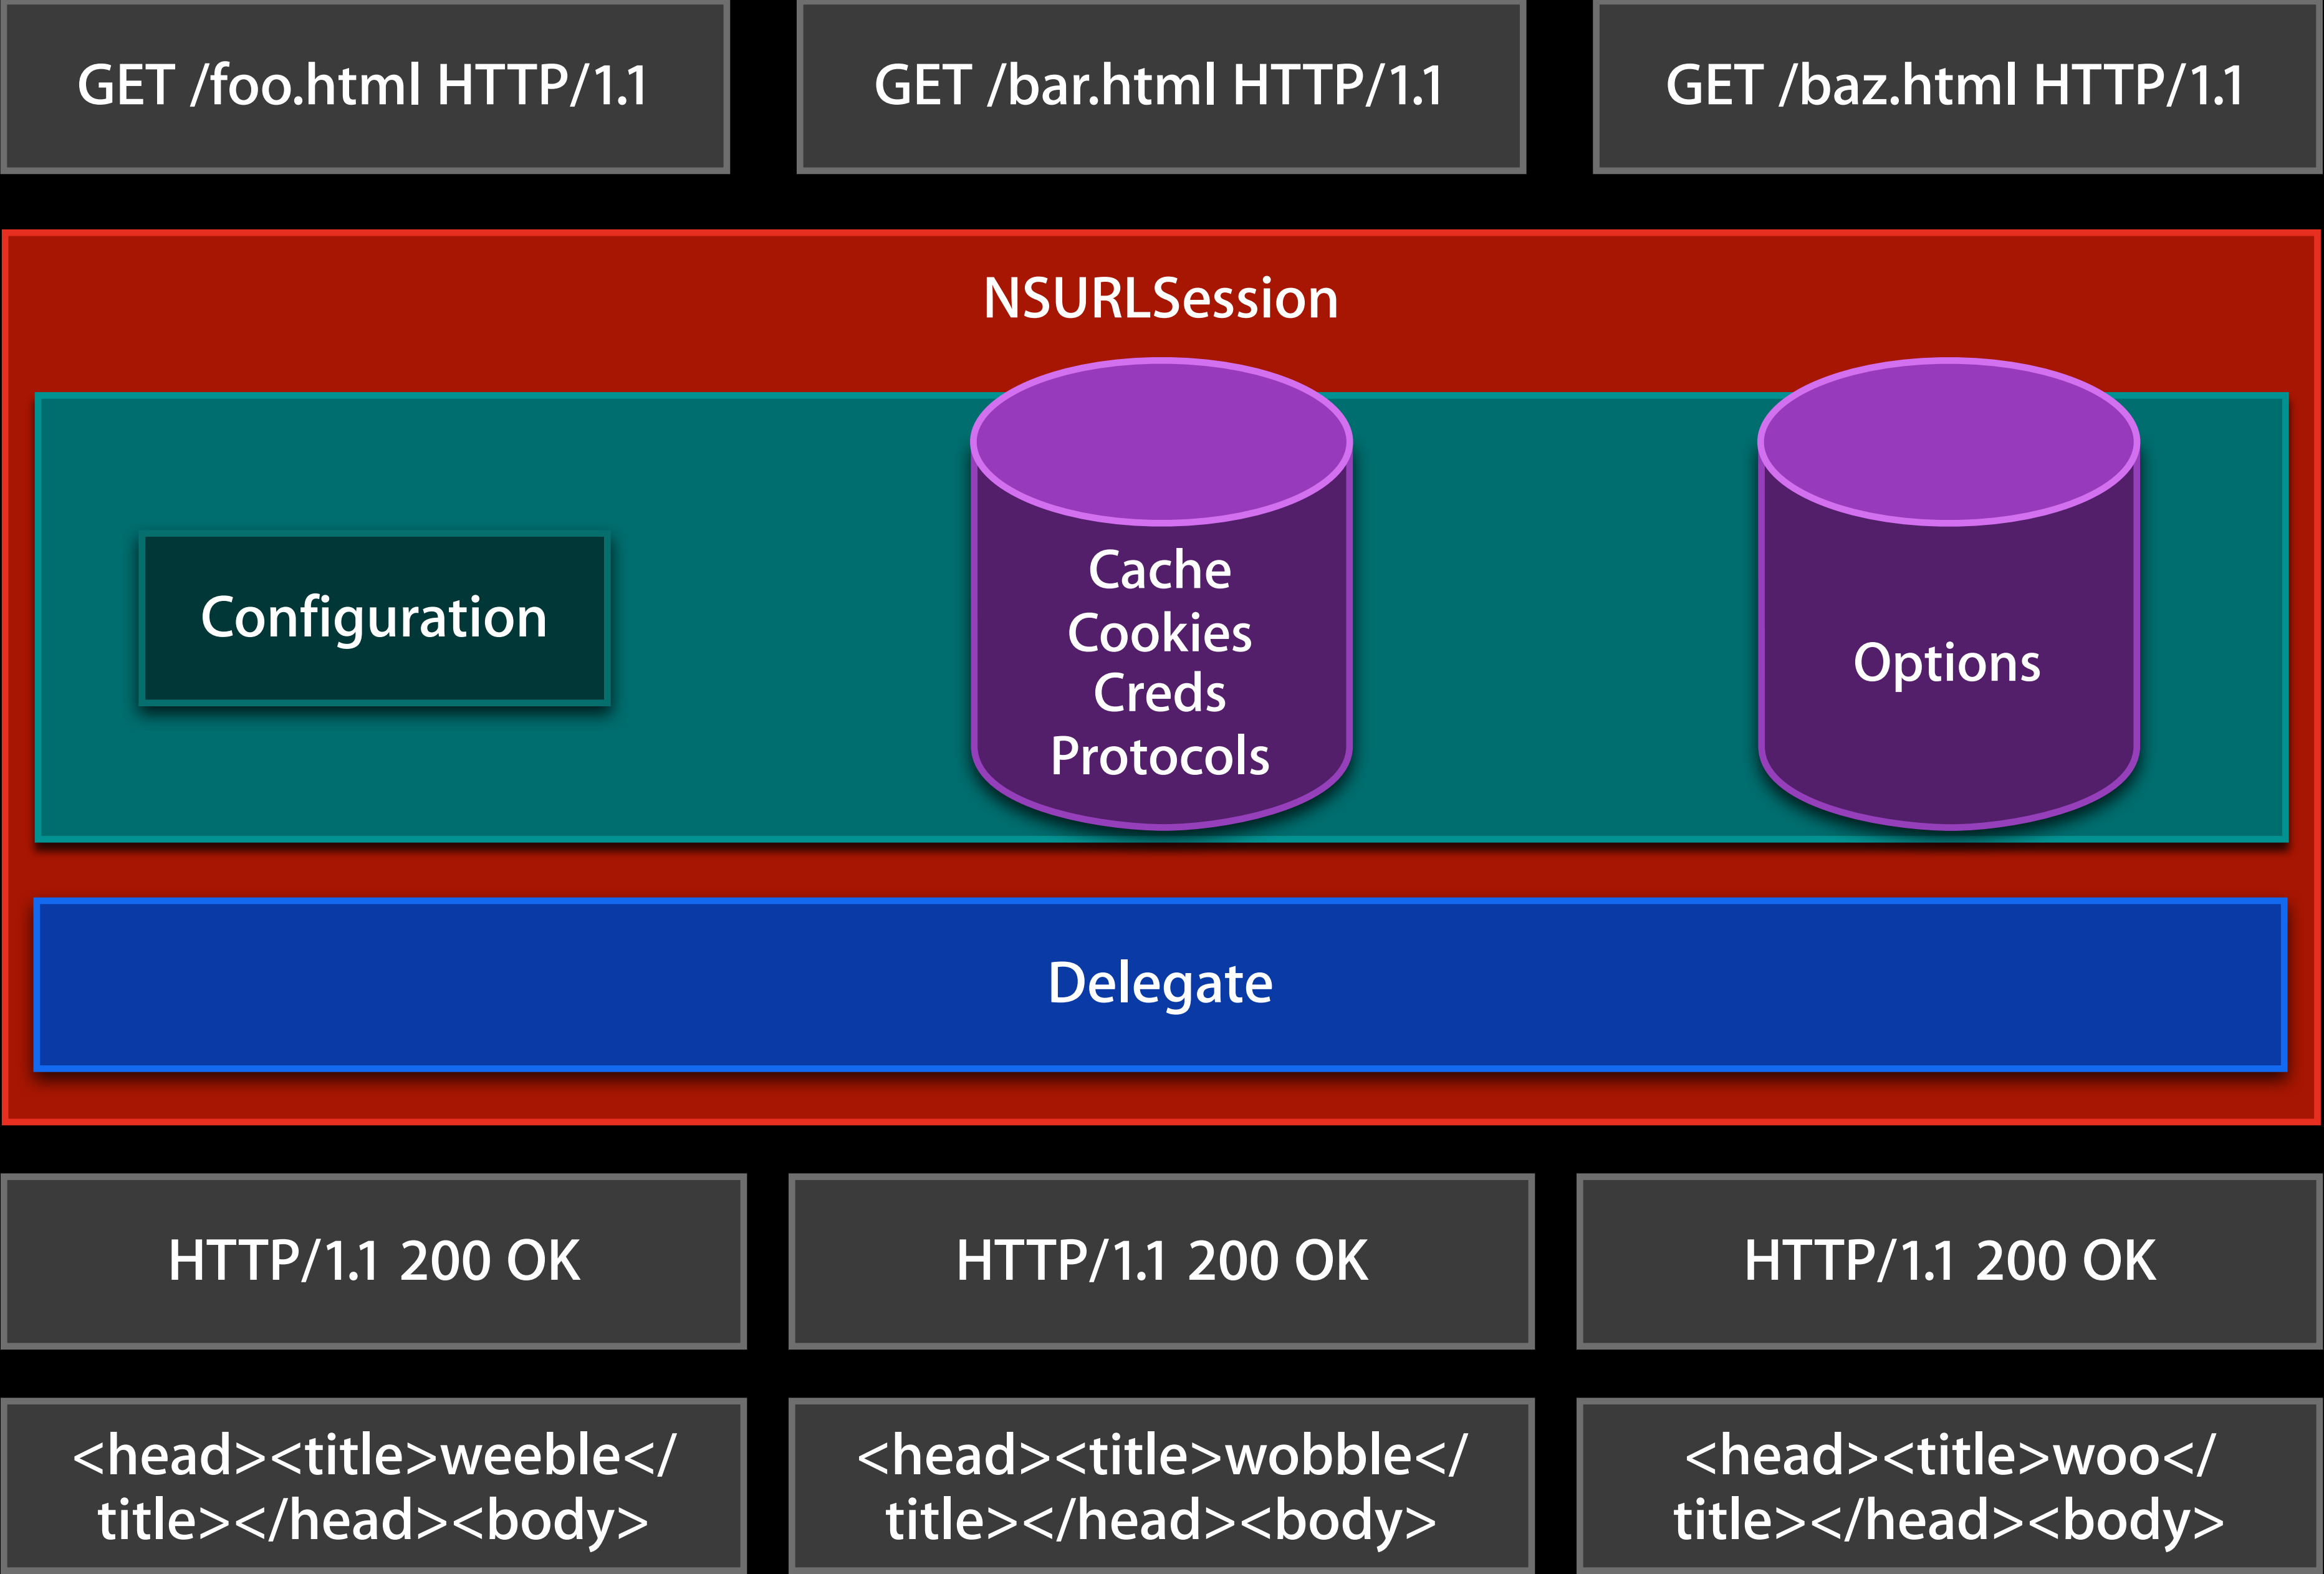 GET /foo.html HTTP/1.1
GET /bar.html HTTP/1.1
GET /baz.html HTTP/1.1
NSURLSession
Configuration
Cache
Cookies
Creds
Protocols
Options
Delegate
HTTP/1.1 200 OK
HTTP/1.1 200 OK
HTTP/1.1 200 OK
<head><title>weeble</
title></head><body>
<head><title>wobble</
title></head><body>
<head><title>woo</
title></head><body>